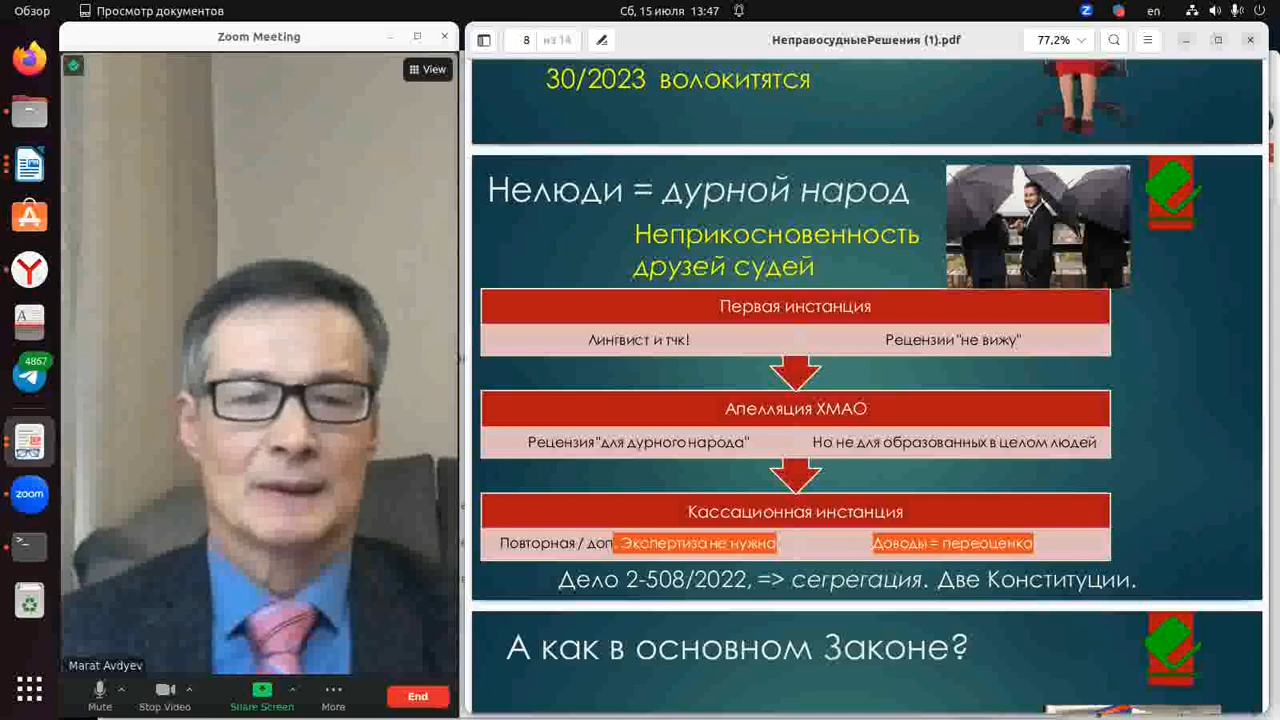 Обзор
Просмотр документов
Сб, 15 июля 13:47
en
Zoom Meeting
View
4867
zoom
Marat Avdyev
Mute
Stop Video
Share Screen
More
End
8 из 14
НеправосудныеРешения (1).pdf
77,2%
30/2023 волокитятся
Нелюди = дурной народ
Неприкосновенность
друзей судей
Первая инстанция
Лингвист и тчк! Рецензии "не вижу"
Апелляция ХМАО
Рецензия "для дурного народа" Но не для образованных в целом людей
Кассационная инстанция
Повторная / доп. Экспертиза не нужна Доводы = переоценка
Дело 2-508/2022, => сегрегация. Две Конституции.
А как в основном Законе?